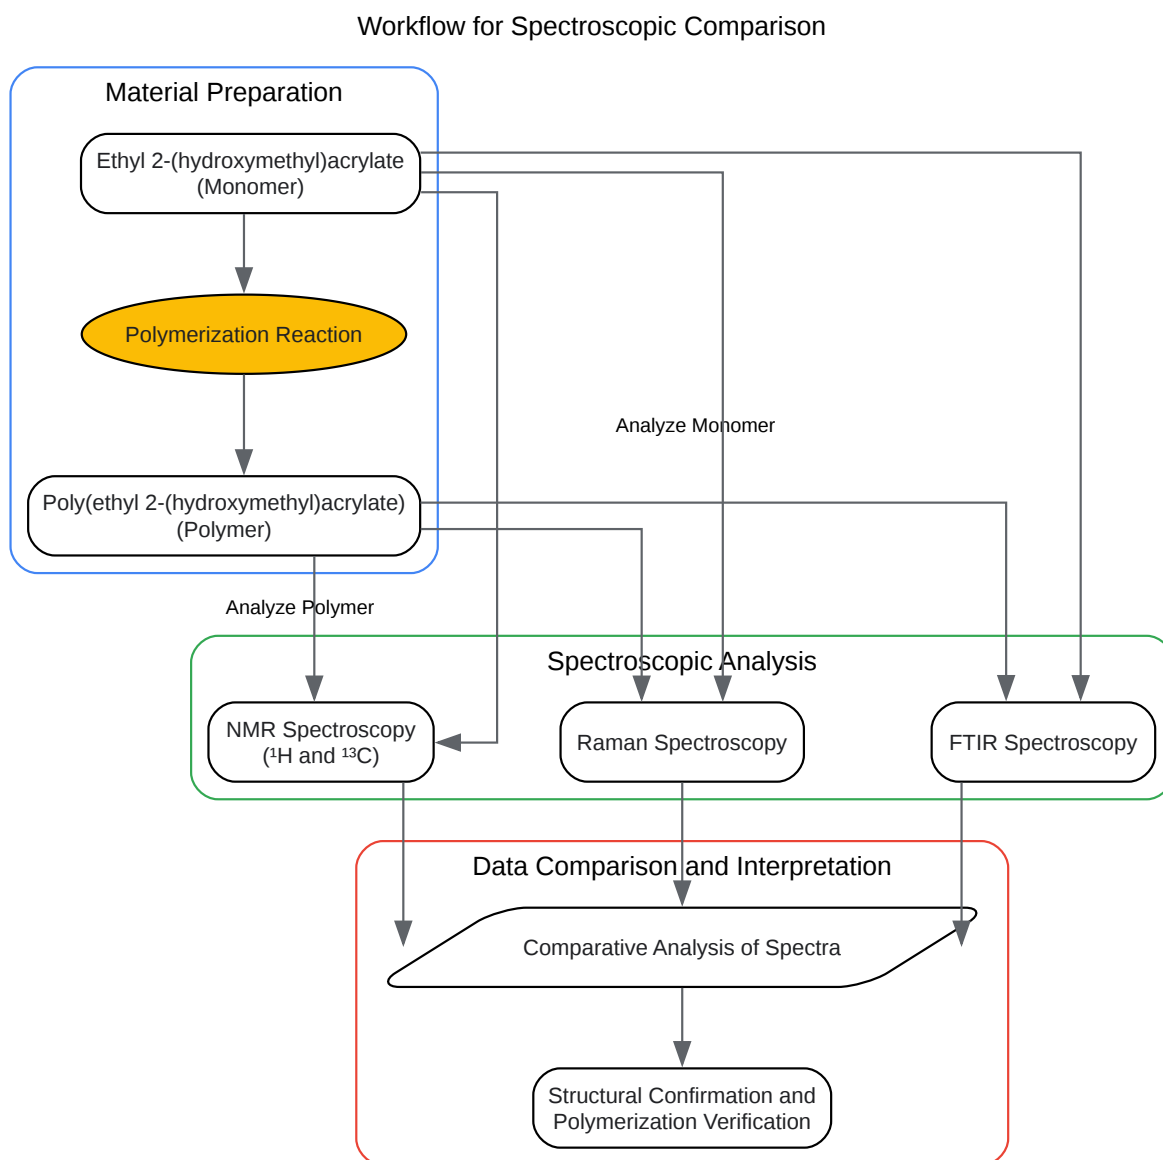 Workflow for Spectroscopic Comparison
Material Preparation
Ethyl 2-(hydroxymethyl)acrylate
(Monomer)
Polymerization Reaction
Analyze Monomer
Poly(ethyl 2-(hydroxymethyl)acrylate)
(Polymer)
Analyze Polymer
Spectroscopic Analysis
NMR Spectroscopy
(¹H and ¹³C)
Raman Spectroscopy
FTIR Spectroscopy
Data Comparison and Interpretation
Comparative Analysis of Spectra
Structural Confirmation and
Polymerization Verification